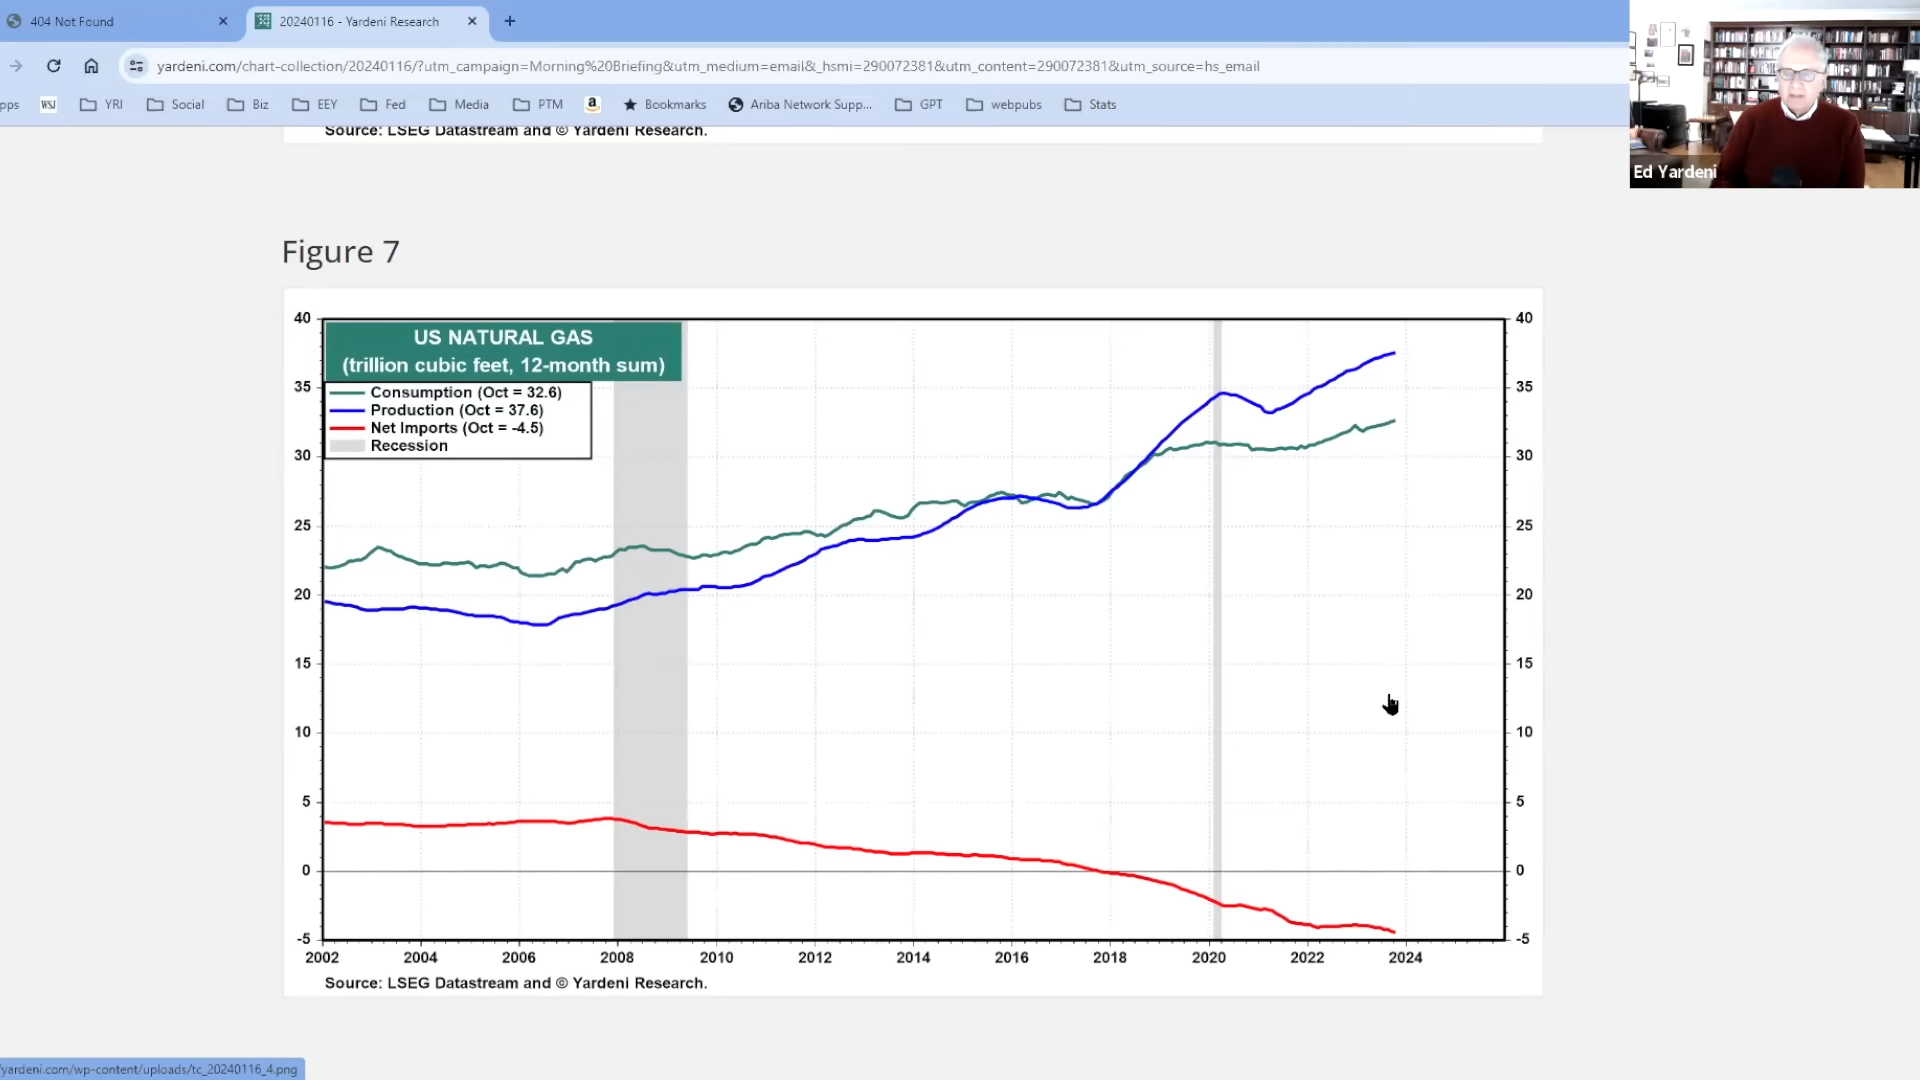 404 Not Found
20240116 - Yardeni Research
yardeni.com/chart-collection/20240116/?utm_campaign=Morning%20Briefing&utm_medium=email&_hsmi=290072381&utm_content=290072381&utm_source=hs_email
pps WSJ YRI Social Biz EEY Fed Media PTM a Bookmarks Ariba Network Supp... GPT webpubs Stats
Ed Yardeni
Source: LSEG Datastream and © Yardeni Research.
Figure 7
US NATURAL GAS
(trillion cubic feet, 12-month sum)
Consumption (Oct = 32.6)
Production (Oct = 37.6)
Net Imports (Oct = -4.5)
Recession
40 40
35 35
30 30
25 25
20 20
15 15
10 10
5 5
0 0
-5 -5
2002 2004 2006 2008 2010 2012 2014 2016 2018 2020 2022 2024
Source: LSEG Datastream and © Yardeni Research.
yardeni.com/wp-content/uploads/tc_20240116_4.png